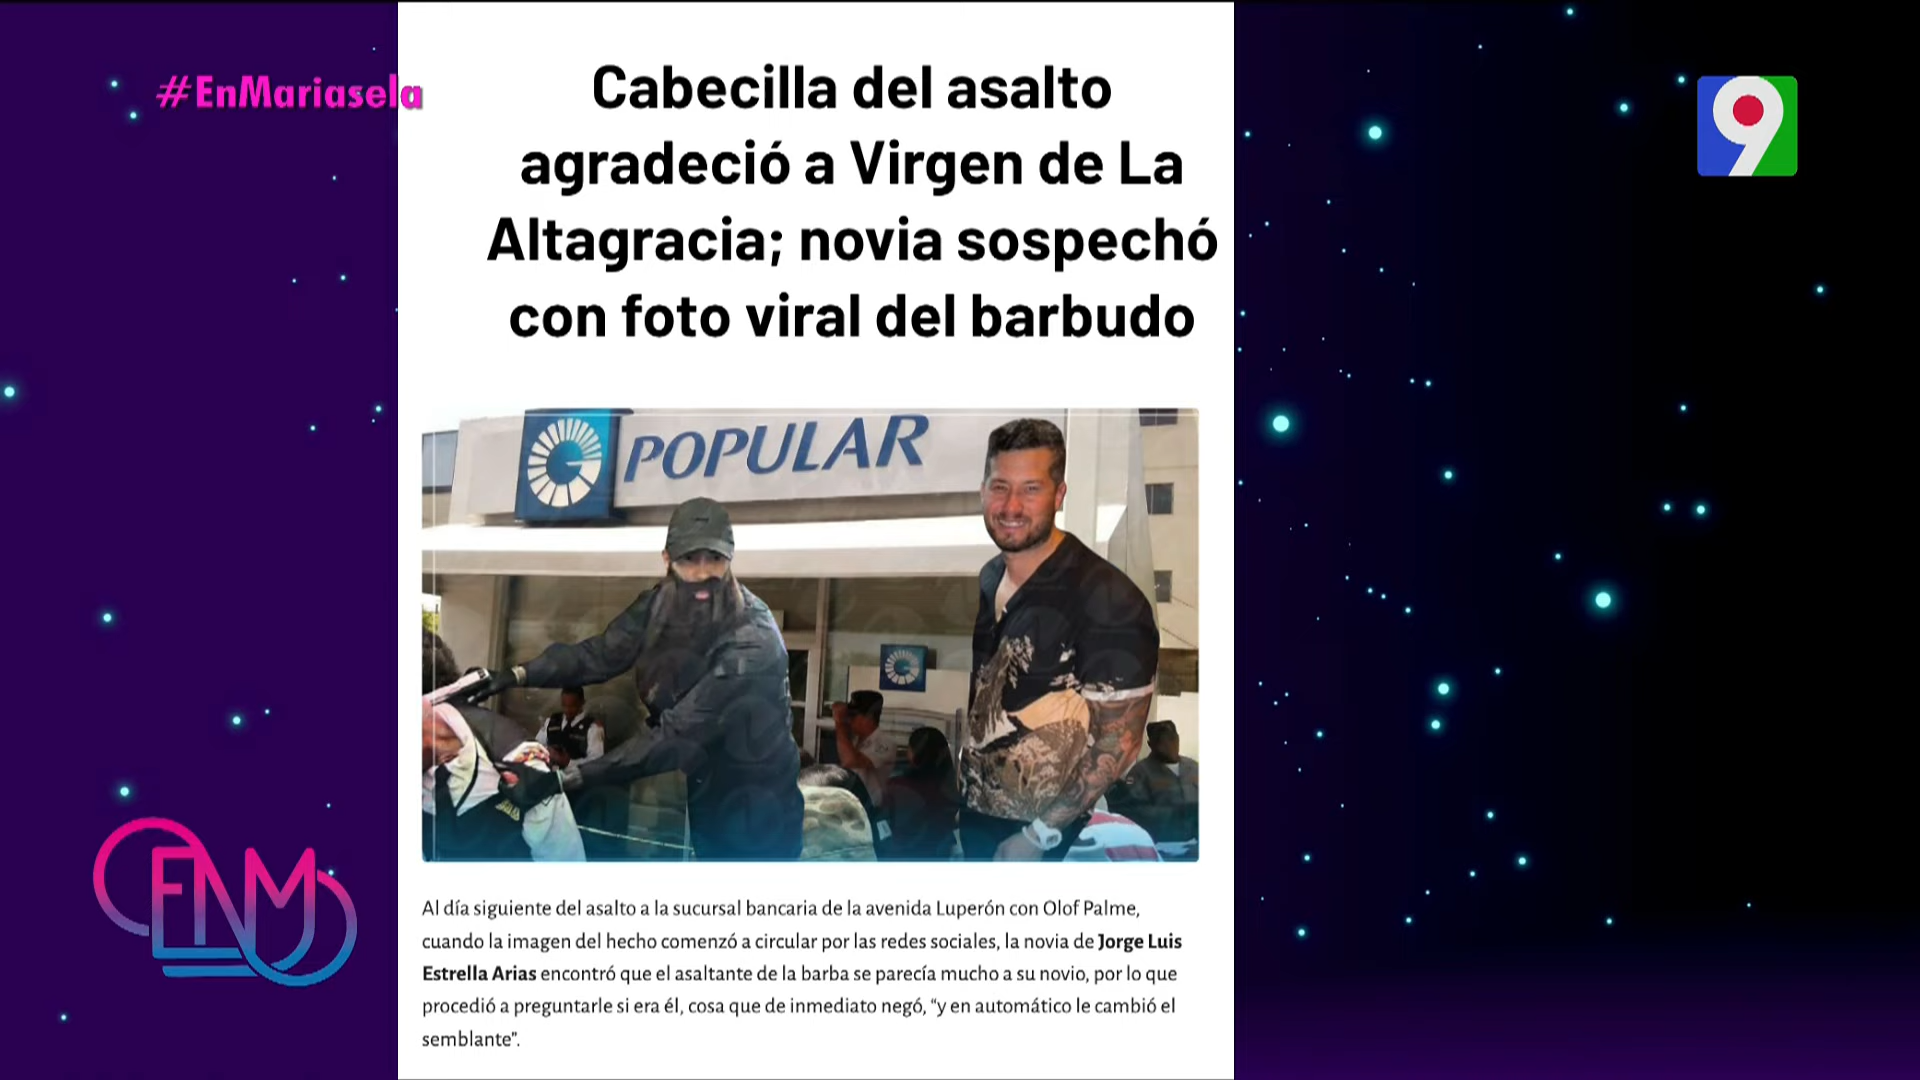 #EnMariasela
Cabecilla del asalto
agradeció a Virgen de La
Altagracia; novia sospechó
con foto viral del barbudo
9
POPULAR
ENM
Al día siguiente del asalto a la sucursal bancaria de la avenida Luperón con Olof Palme,
cuando la imagen del hecho comenzó a circular por las redes sociales, la novia de Jorge Luis
Estrella Arias encontró que el asaltante de la barba se parecía mucho a su novio, por lo que
procedió a preguntarle si era él, cosa que de inmediato negó, “y en automático le cambió el
semblante”.